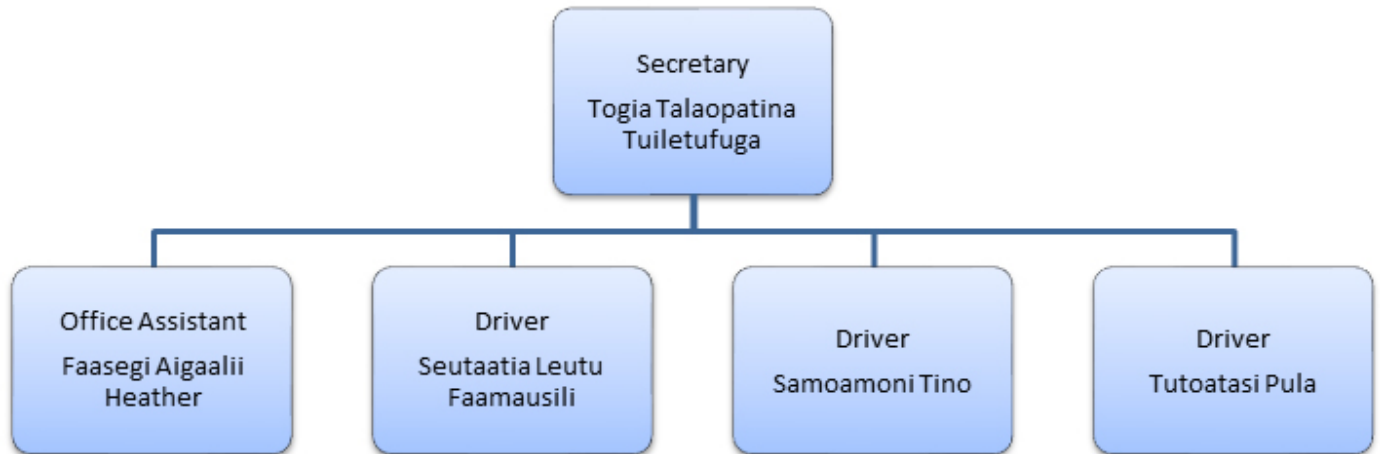 Secretary
Togia Talaopatina
Tuiletufuga
Office Assistant
Faasegi Aigaalii
Heather
Driver
Seutaatia Leutu
Faamausili
Driver
Samoamoni Tino
Driver
Tutoatasi Pula